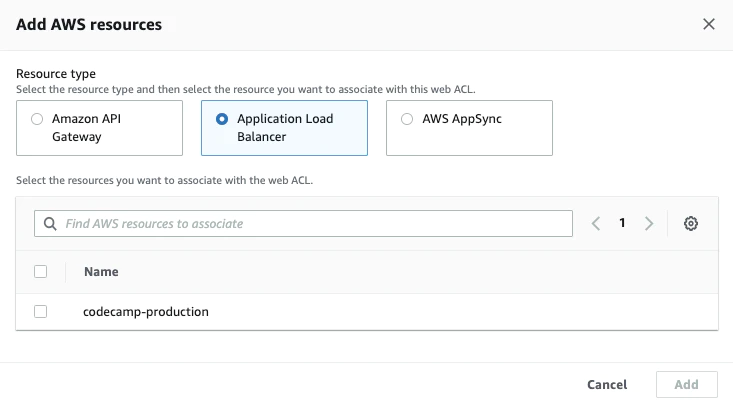 Add AWS resources
Resource type
Select the resource type and then select the resource you want to associate with this web ACL.
Amazon API
Gateway
Application Load
Balancer
AWS AppSync
Select the resources you want to associate with the web ACL.
Find AWS resources to associate
1
Name
codecamp-production
Cancel
Add